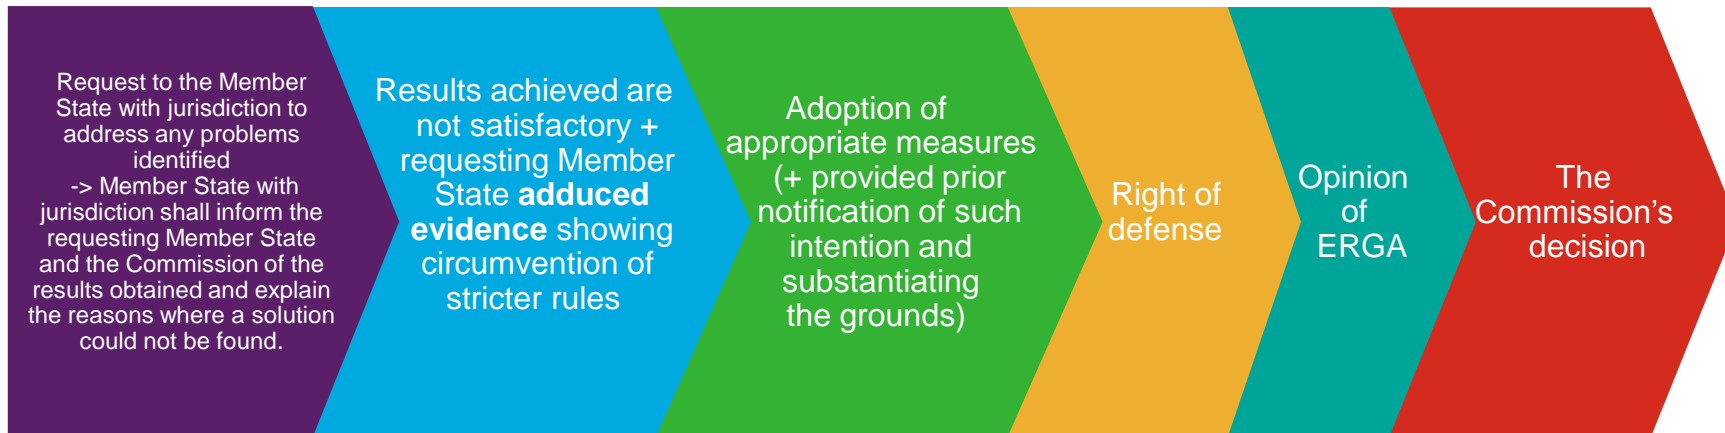 Request to the Member
State with jurisdiction to
address any problems
identified
-> Member State with
jurisdiction shall inform the
requesting Member State
and the Commission of the
results obtained and explain
the reasons where a solution
could not be found.
Results achieved are
not satisfactory +
requesting Member
State adduced
evidence showing
circumvention of
stricter rules
Adoption of
appropriate measures
(+ provided prior
notification of such
intention and
substantiating
the grounds)
Right of
defense
Opinion
of
ERGA
The
Commission’s
decision